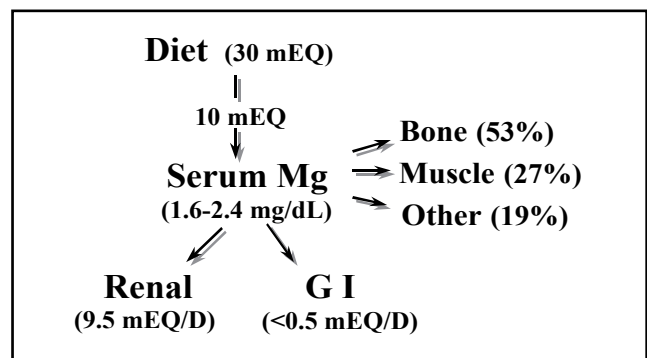 Diet (30 mEQ)
10 mEQ
Serum Mg
(1.6-2.4 mg/dL)
Bone (53%)
Muscle (27%)
Other (19%)
Renal
(9.5 mEQ/D)
G I
(<0.5 mEQ/D)